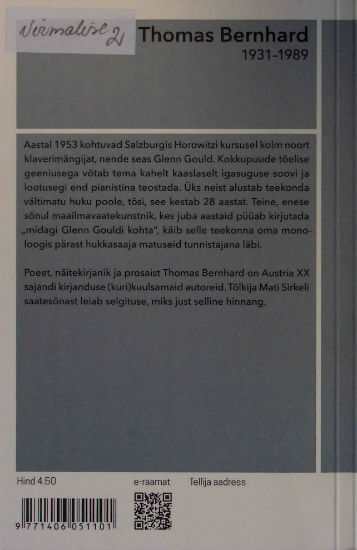 Virmalise 2
Thomas Bernhard
1931–1989
Aastal 1953 kohtuvad Salzburgis Horowitzi kursusel kolm noort
klaverimängijat, nende seas Glenn Gould. Kokkupuude tõelise
geeniusega võtab tema kahelt kaaslaselt igasuguse soovi ja
lootusegi end pianistina teostada. Üks neist alustab teekonda
vältimatu huku poole, tõsi, see kestab 28 aastat. Teine, enese
sõnul maailmavaatekunstnik, kes juba aastaid püüab kirjutada
„midagi Glenn Gouldi kohta“, käib selle teekonna oma mono-
loogis pärast hukkasaaja matuseid tunnistajana läbi.
Poeet, näitekirjanik ja prosaist Thomas Bernhard on Austria XX
sajandi kirjanduse (kuri)kuulsamaid autoreid. Tõlkija Mati Sirkeli
saatesõnast leiab selgituse, miks just selline hinnang.
Hind 4.50 e-raamat Tellija aadress
9 771406 051101